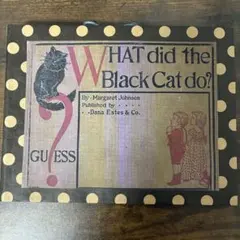 WHAT did the
Black Cat do?
By Margaret Johnson
Published by
Dana Estes & Co.
GUESS
?